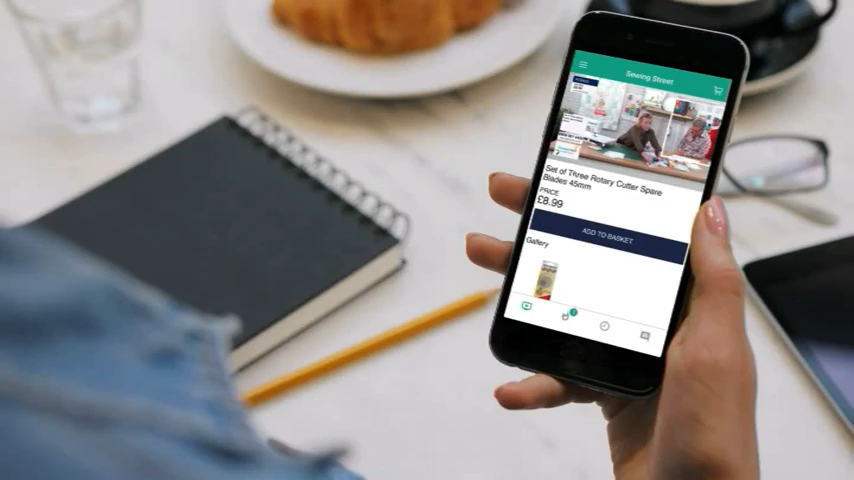 Sewing Street
Set of Three Rotary Cutter Spare
Blades 45mm
PRICE
£8.99
ADD TO BASKET
Gallery